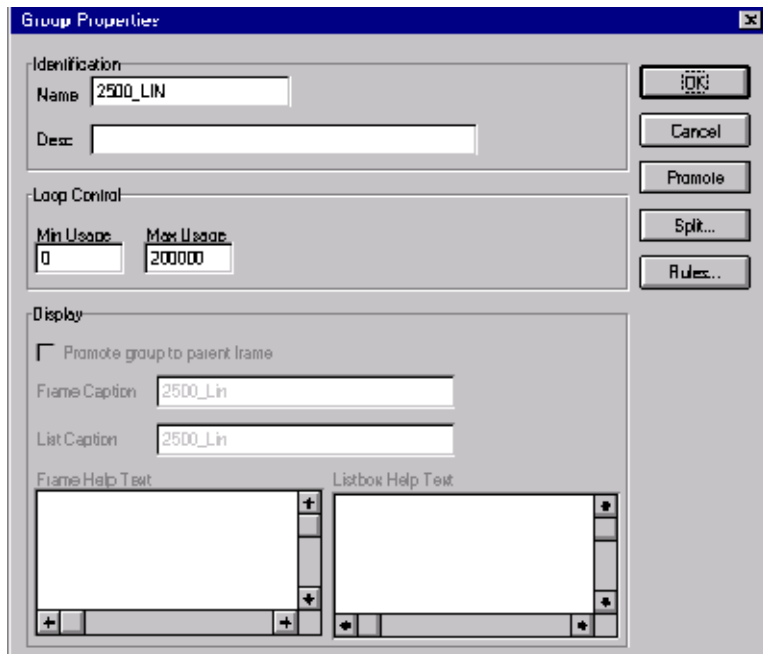 Group Properties
Identification
Name 2500_LIN
Desc
Loop Control
Min Usage Max Usage
0 200000
Display
Promote group to parent frame
Frame Caption 2500_Lin
List Caption 2500_Lin
Frame Help Text Listbox Help Text
OK
Cancel
Promote
Split...
Rules...